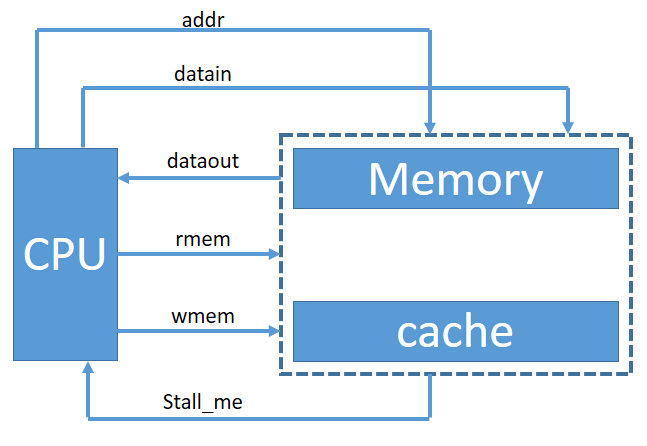 addr
datain
dataout
Memory
CPU
rmem
wmem
cache
Stall_me